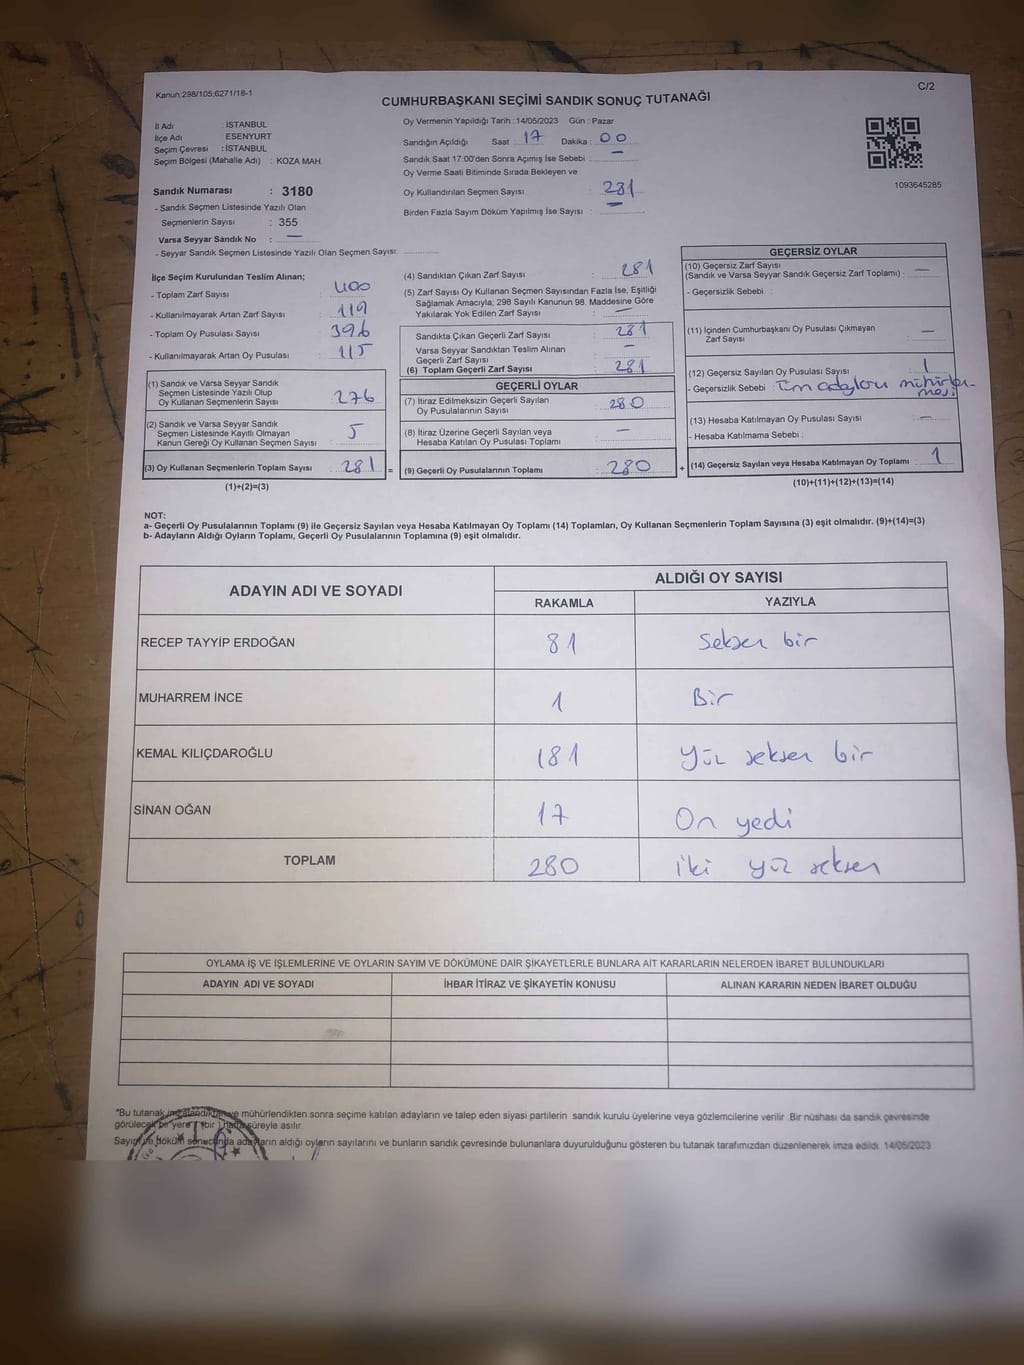 Kanun:298/105;6271/18-1
C/2
CUMHURBAŞKANI SEÇİMİ SANDIK SONUÇ TUTANAĞI
İl Adı : İSTANBUL
İlçe Adı : ESENYURT
Seçim Çevresi : İSTANBUL
Seçim Bölgesi (Mahalle Adı) : KOZA MAH.
Sandık Numarası : 3180
- Sandık Seçmen Listesinde Yazılı Olan
Seçmenlerin Sayısı : 355
Varsa Seyyar Sandık No : —
- Seyyar Sandık Seçmen Listesinde Yazılı Olan Seçmen Sayısı:
Oy Vermenin Yapıldığı Tarih :14/05/2023 Gün : Pazar
Sandığın Açıldığı Saat : 17 Dakika : 00
Sandık Saat 17:00'den Sonra Açımış İse Sebebi : —
Oy Verme Saati Bitiminde Sırada Bekleyen ve
Oy Kullandırılan Seçmen Sayısı : 281
Birden Fazla Sayım Döküm Yapılmış İse Sayısı : —
1093645285
İlçe Seçim Kurulundan Teslim Alınan;
- Toplam Zarf Sayısı : 400
- Kullanılmayarak Artan Zarf Sayısı : 119
- Toplam Oy Pusulası Sayısı : 396
- Kullanılmayarak Artan Oy Pusulası : 115
(1) Sandık ve Varsa Seyyar Sandık
Seçmen Listesinde Yazılı Olup
Oy Kullanan Seçmenlerin Sayısı : 276
(2) Sandık ve Varsa Seyyar Sandık
Seçmen Listesinde Kayıtlı Olmayan
Kanun Gereği Oy Kullanan Seçmen Sayısı : 5
(3) Oy Kullanan Seçmenlerin Toplam Sayısı : 281 =
(1)+(2)=(3)
(4) Sandıktan Çıkan Zarf Sayısı : 281
(5) Zarf Sayısı Oy Kullanan Seçmen Sayısından Fazla İse, Eşitliği
Sağlamak Amacıyla; 298 Sayılı Kanunun 98. Maddesine Göre
Yakılarak Yok Edilen Zarf Sayısı : —
Sandıkta Çıkan Geçerli Zarf Sayısı : 281
Varsa Seyyar Sandıktan Teslim Alınan
Geçerli Zarf Sayısı : —
(6) Toplam Geçerli Zarf Sayısı : 281
GEÇERLİ OYLAR
(7) İtiraz Edilmeksizin Geçerli Sayılan
Oy Pusulalarının Sayısı : 280
(8) İtiraz Üzerine Geçerli Sayılan veya
Hesaba Katılan Oy Pusulası Toplamı : —
(9) Geçerli Oy Pusulalarının Toplamı : 280 +
GEÇERSİZ OYLAR
(10) Geçersiz Zarf Sayısı
(Sandık ve Varsa Seyyar Sandık Geçersiz Zarf Toplamı) : —
- Geçersizlik Sebebi :
(11) İçinden Cumhurbaşkanı Oy Pusulası Çıkmayan
Zarf Sayısı : —
(12) Geçersiz Sayılan Oy Pusulası Sayısı : 1
- Geçersizlik Sebebi : Tüm adayları mühürlemesi
(13) Hesaba Katılmayan Oy Pusulası Sayısı : —
- Hesaba Katılmama Sebebi :
(14) Geçersiz Sayılan veya Hesaba Katılmayan Oy Toplamı : 1
(10)+(11)+(12)+(13)=(14)
NOT:
a- Geçerli Oy Pusulalarının Toplamı (9) ile Geçersiz Sayılan veya Hesaba Katılmayan Oy Toplamı (14) Toplamları, Oy Kullanan Seçmenlerin Toplam Sayısına (3) eşit olmalıdır. (9)+(14)=(3)
b- Adayların Aldığı Oyların Toplamı, Geçerli Oy Pusulalarının Toplamına (9) eşit olmalıdır.
ADAYIN ADI VE SOYADI
ALDIĞI OY SAYISI
RAKAMLA YAZIYLA
RECEP TAYYİP ERDOĞAN 81 Seksen bir
MUHARREM İNCE 1 Bir
KEMAL KILIÇDAROĞLU 181 Yüz seksen bir
SİNAN OĞAN 17 On yedi
TOPLAM 280 iki yüz seksen
OYLAMA İŞ VE İŞLEMLERİNE VE OYLARIN SAYIM VE DÖKÜMÜNE DAİR ŞİKAYETLERLE BUNLARA AİT KARARLARIN NELERDEN İBARET BULUNDUKLARI
ADAYIN ADI VE SOYADI İHBAR İTİRAZ VE ŞİKAYETİN KONUSU ALINAN KARARIN NEDEN İBARET OLDUĞU
"Bu tutanak mühürlendikten sonra seçime katılan adayların ve talep eden siyasi partilerin sandık kurulu üyelerine veya gözlemcilerine verilir. Bir nüshası da sandık çevresinde
görülecek bir yere 1 (bir) hafta süreyle asılır.
Sayım ve döküm sonucunda adayların aldığı oyların sayılarını ve bunların sandık çevresinde bulunanlara duyurulduğunu gösteren bu tutanak tarafımızdan düzenlenerek imza edildi. 14/05/2023